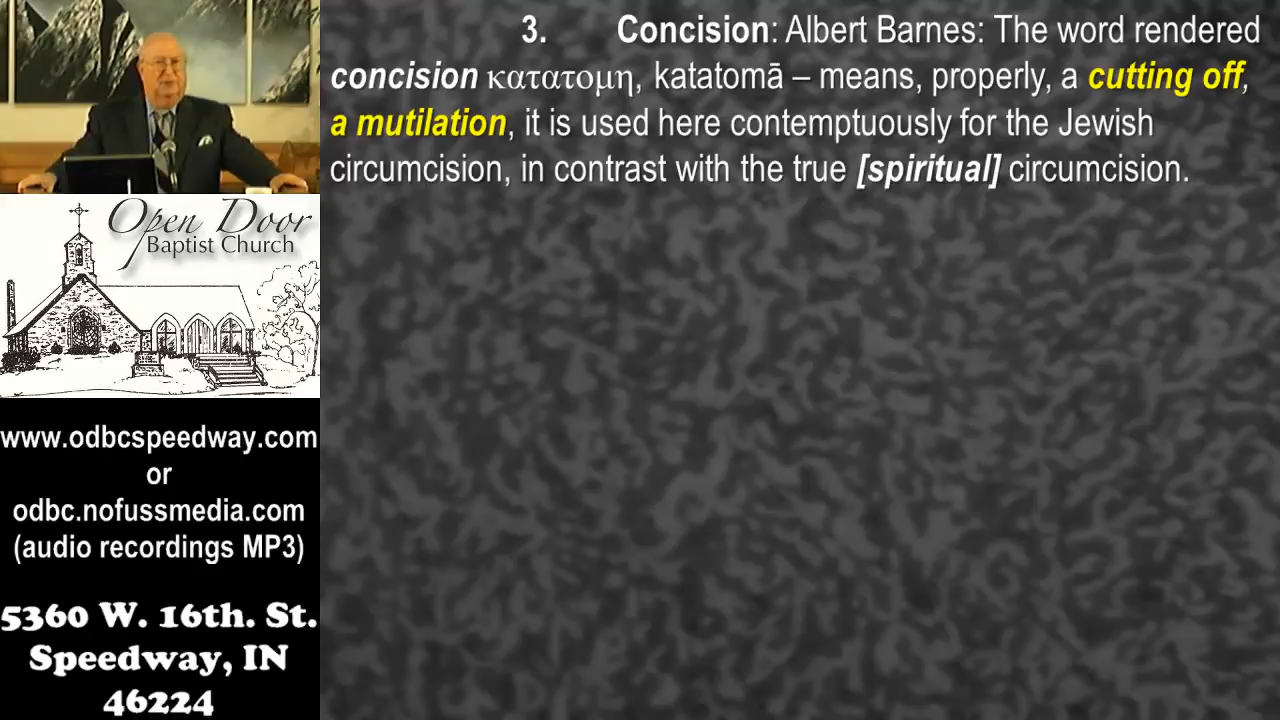 3. Concision: Albert Barnes: The word rendered
concision κατατομη, katatomā – means, properly, a cutting off,
a mutilation, it is used here contemptuously for the Jewish
circumcision, in contrast with the true [spiritual] circumcision.
Open Door
Baptist Church
www.odbcspeedway.com
or
odbc.nofussmedia.com
(audio recordings MP3)
5360 W. 16th. St.
Speedway, IN
46224